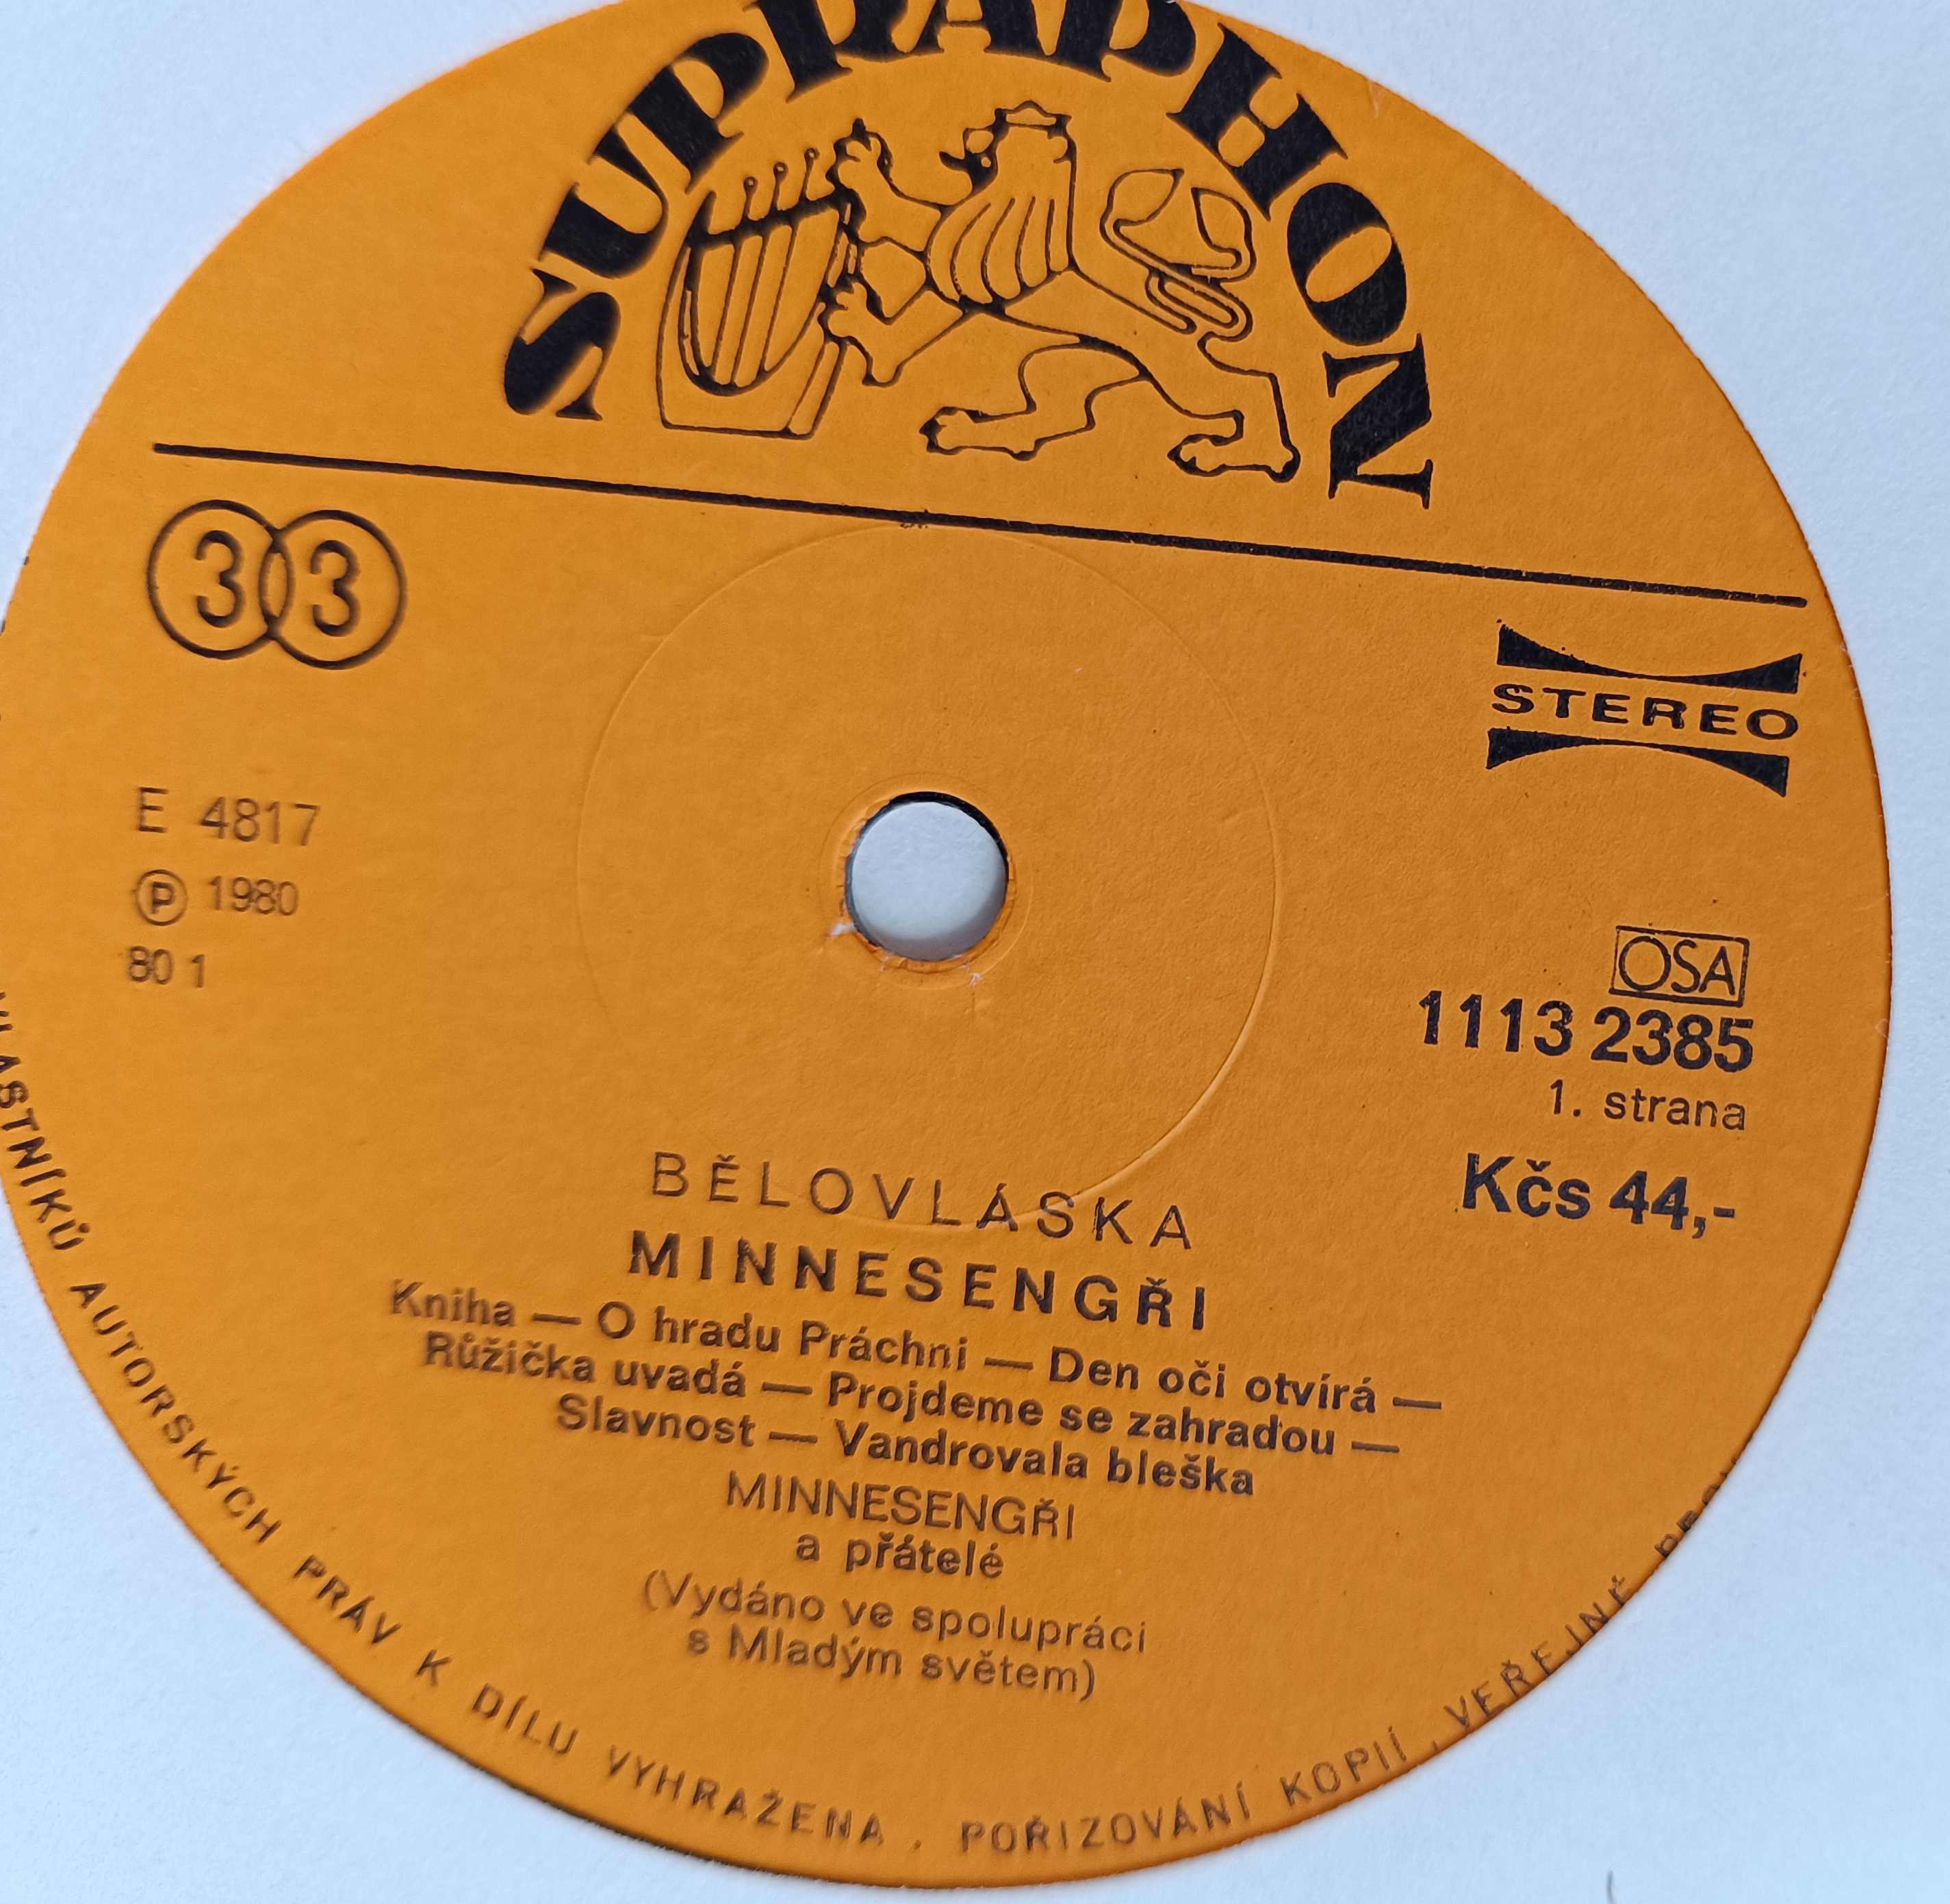 SUPRAPHON
33
STEREO
E 4817
Ⓟ 1980
80 1
OSA
1113 2385
1. strana
Kčs 44,-
BĚLOVLÁSKA
MINNESENGŘI
Kniha — O hradu Práchni — Den oči otvírá —
Růžička uvadá — Projdeme se zahradou —
Slavnost — Vandrovala bleška
MINNESENGŘI
a přátelé
(Vydáno ve spolupráci
s Mladým světem)
AUTORSKÝCH PRÁV K DÍLU VYHRAŽENA . POŘIZOVÁNÍ KOPIÍ , VEŘEJNÉ